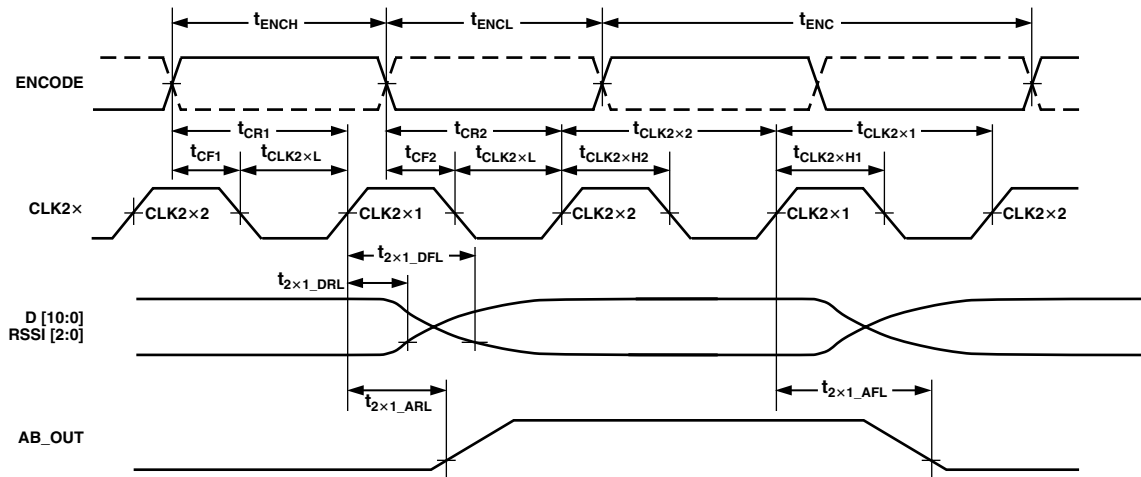 tENCH tENCL tENC
ENCODE
tCR1 tCR2 tCLK2×2 tCLK2×1
tCF1 tCLK2×L tCF2 tCLK2×L tCLK2×H2 tCLK2×H1
CLK2× CLK2×2 CLK2×1 CLK2×2 CLK2×1 CLK2×2
t2×1_DFL
t2×1_DRL
D [10:0]
RSSI [2:0]
t2×1_ARL t2×1_AFL
AB_OUT